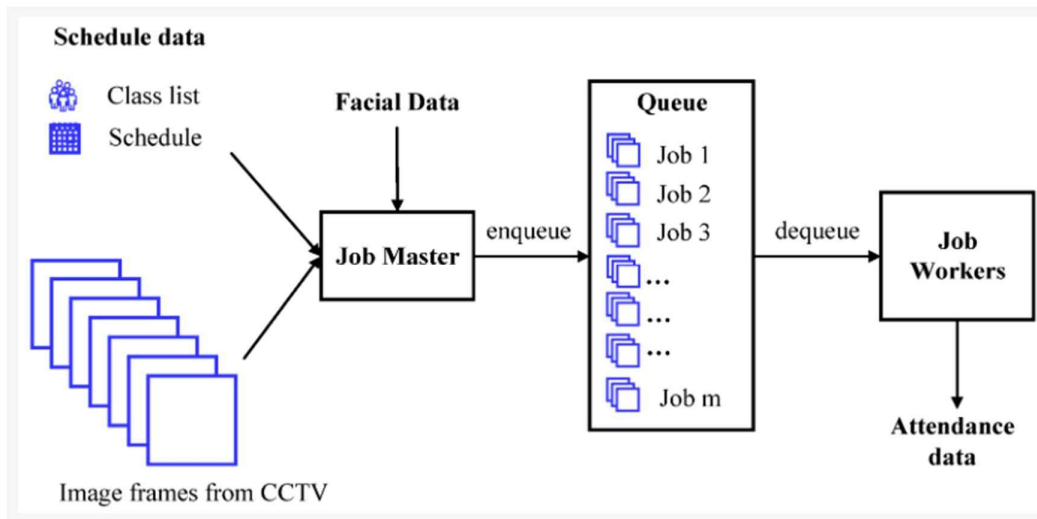 Schedule data
Class list
Schedule
Facial Data
Job Master
enqueue
Queue
Job 1
Job 2
Job 3
...
...
...
Job m
dequeue
Job
Workers
Attendance
data
Image frames from CCTV